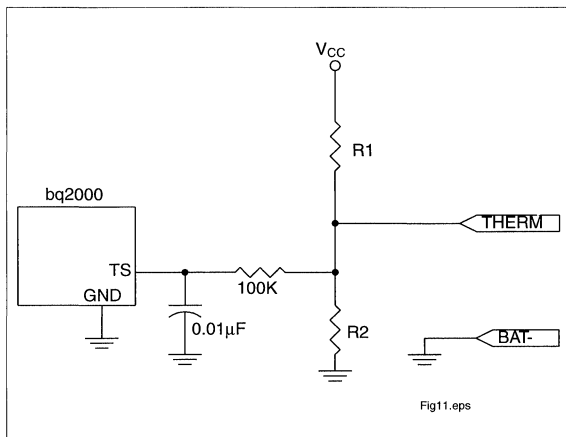 VCC
R1
bq2000
THERM
TS
GND
100K
0.01µF
R2
BAT-
Fig11.eps